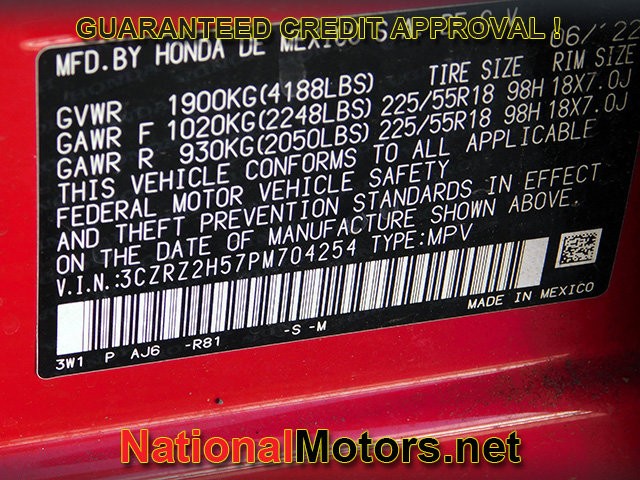 GUARANTEED CREDIT APPROVAL !
MFD.BY HONDA DE MEXICO S.A. DE C.V. 06/22
TIRE SIZE RIM SIZE
GVWR 1900KG(4188LBS)
GAWR F 1020KG(2248LBS) 225/55R18 98H 18X7.0J
GAWR R 930KG(2050LBS) 225/55R18 98H 18X7.0J
THIS VEHICLE CONFORMS TO ALL APPLICABLE
FEDERAL MOTOR VEHICLE SAFETY
AND THEFT PREVENTION STANDARDS IN EFFECT
ON THE DATE OF MANUFACTURE SHOWN ABOVE.
V.I.N.:3CZRZ2H57PM704254 TYPE:MPV
MADE IN MEXICO
3W1 P AJ6 -R81 -S -M
NationalMotors.net